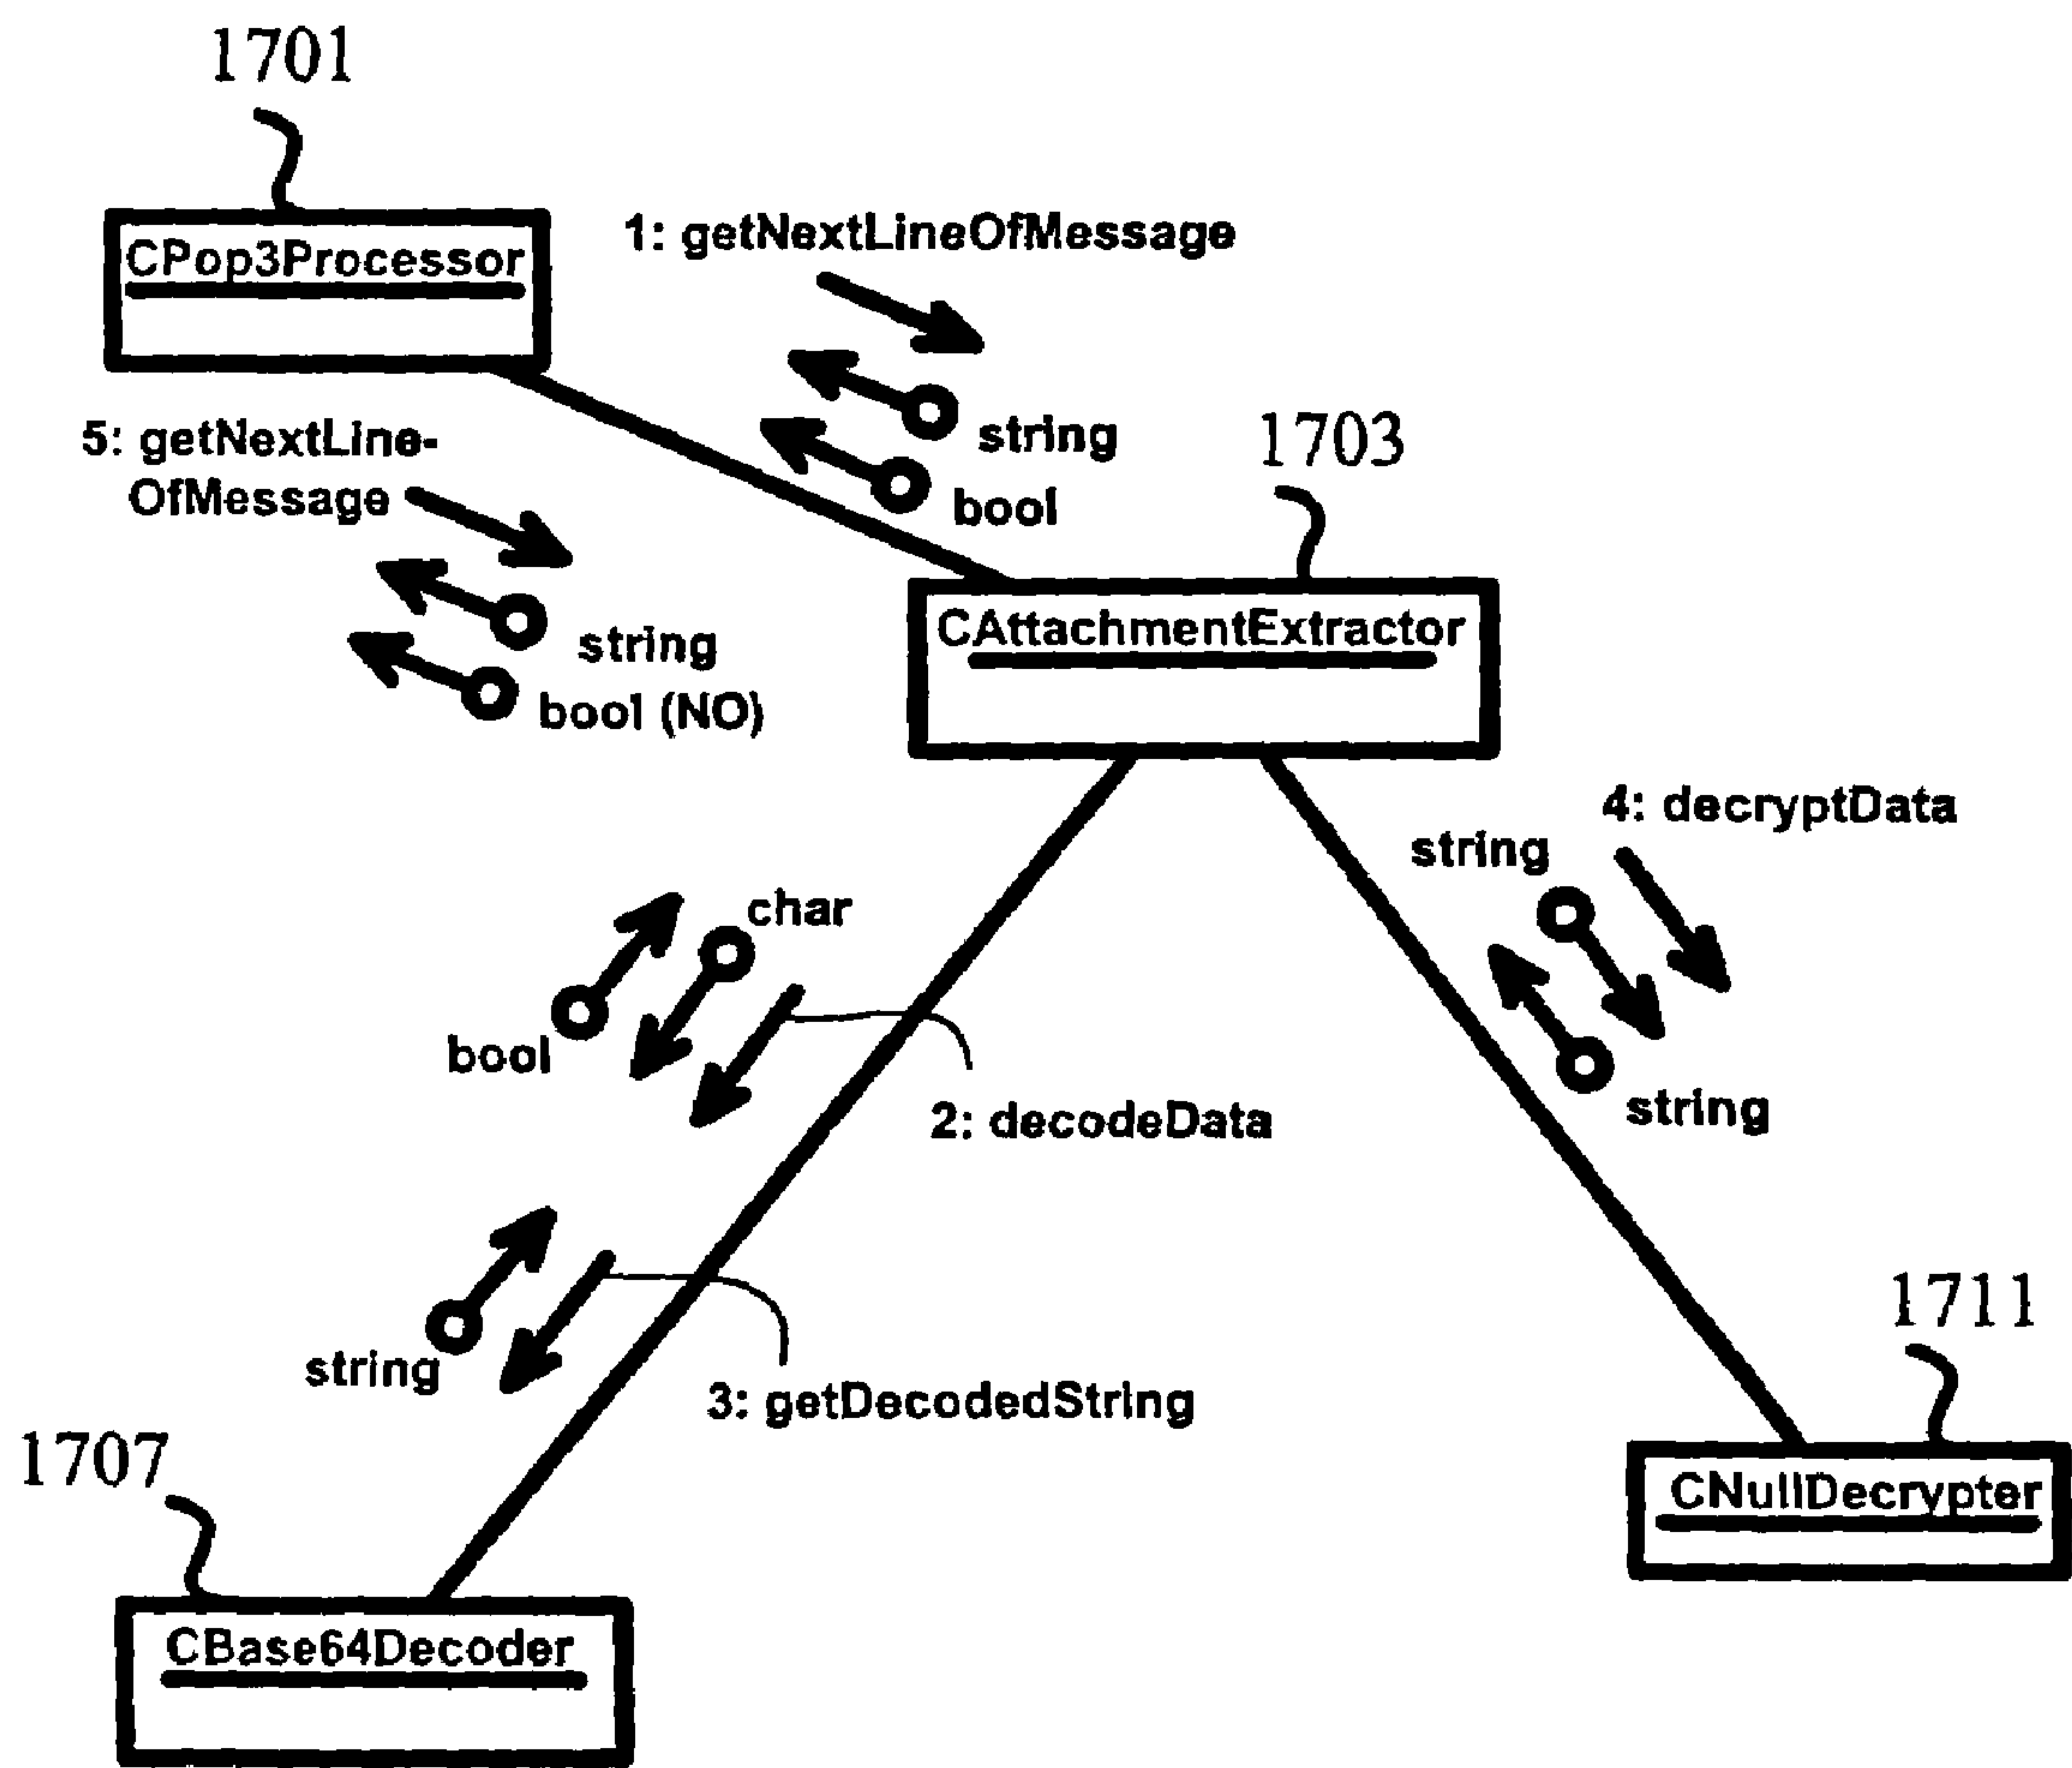 1701
CPop3Processor
1: getNextLineOfMessage
string
bool
5: getNextLine-
OfMessage
string
bool (NO)
1703
CAttachmentExtractor
4: decryptData
string
string
char
bool
2: decodeData
string
3: getDecodedString
1711
CNullDecrypter
1707
CBase64Decoder